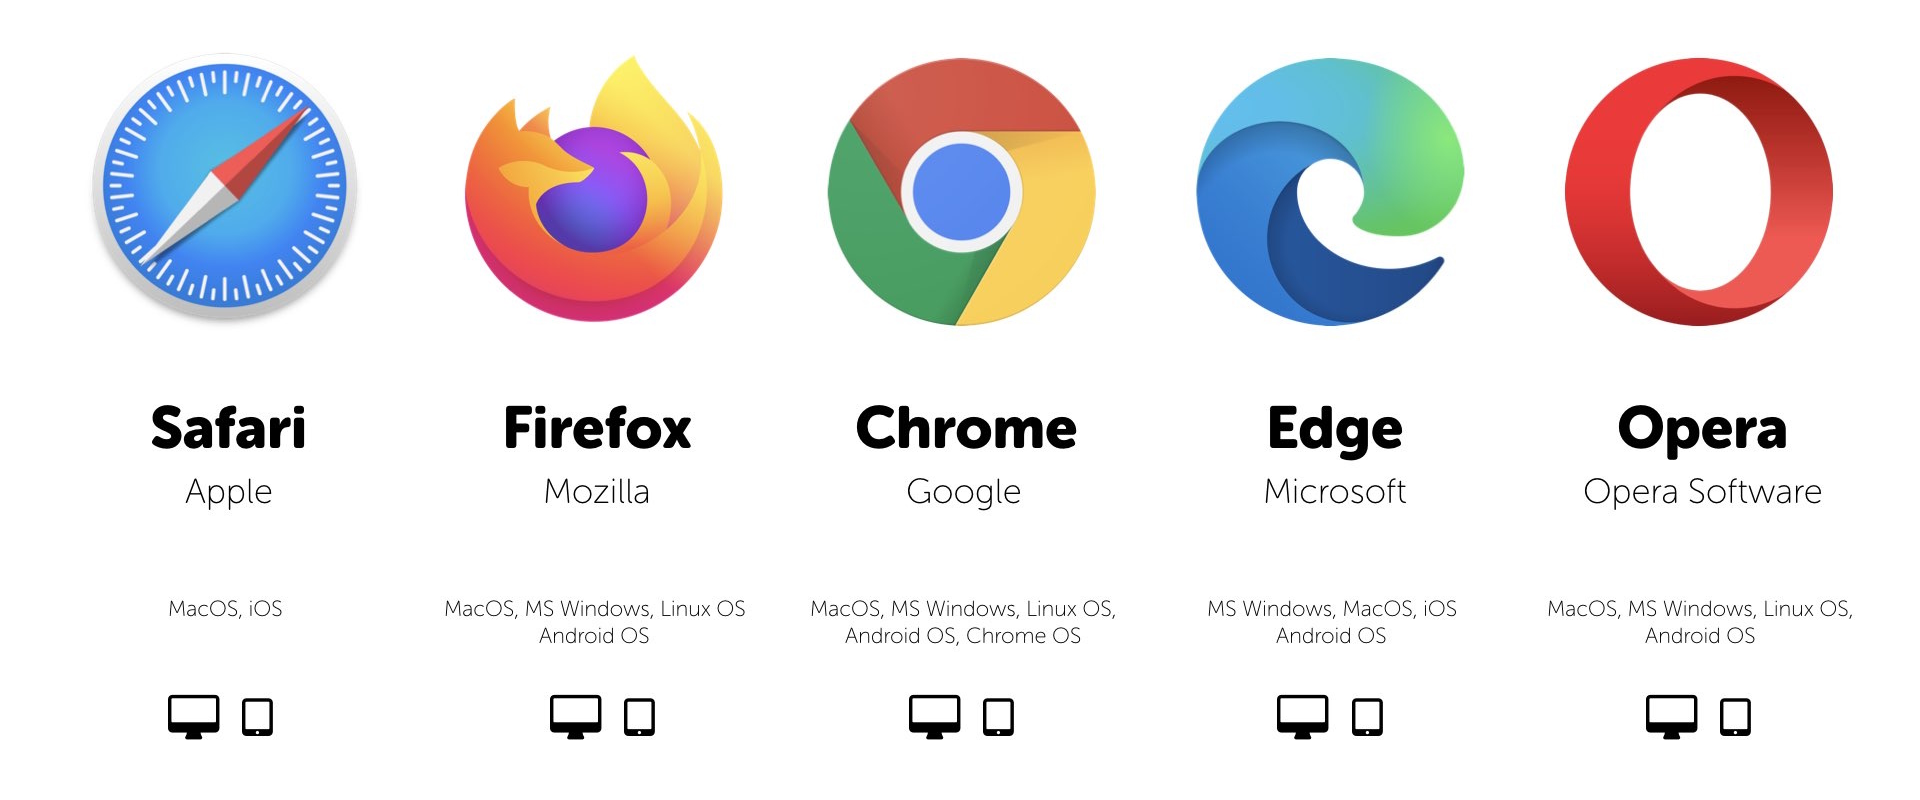 Safari
Apple
MacOS, iOS
Firefox
Mozilla
MacOS, MS Windows, Linux OS
Android OS
Chrome
Google
MacOS, MS Windows, Linux OS,
Android OS, Chrome OS
Edge
Microsoft
MS Windows, MacOS, iOS
Android OS
Opera
Opera Software
MacOS, MS Windows, Linux OS,
Android OS